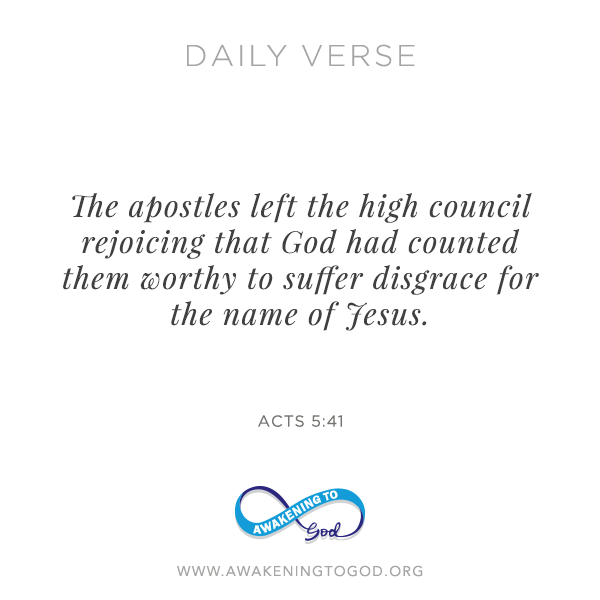 DAILY VERSE
The apostles left the high council
rejoicing that God had counted
them worthy to suffer disgrace for
the name of Jesus.
ACTS 5:41
AWAKENING TO
God
WWW.AWAKENINGTOGOD.ORG